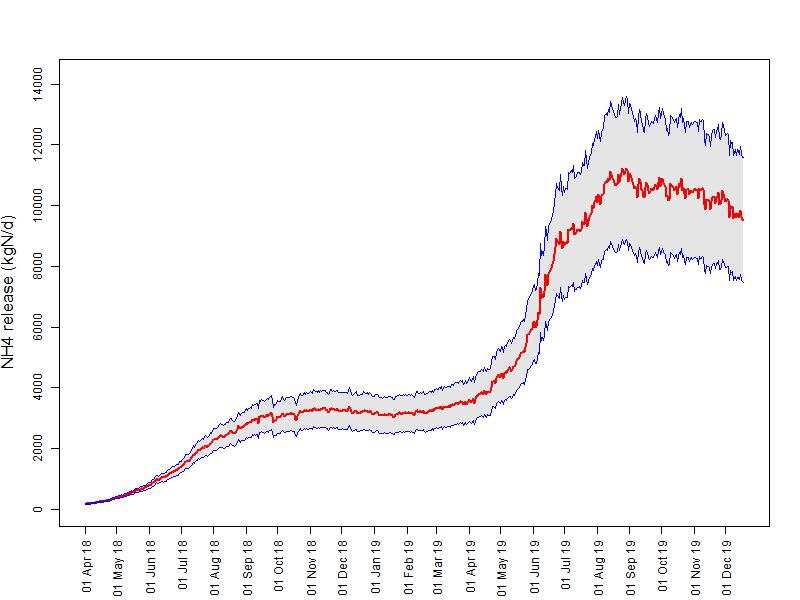 NH4 release (kgN/d)
14000
12000
10000
8000
6000
4000
2000
0
01 Apr 18
01 May 18
01 Jun 18
01 Jul 18
01 Aug 18
01 Sep 18
01 Oct 18
01 Nov 18
01 Dec 18
01 Jan 19
01 Feb 19
01 Mar 19
01 Apr 19
01 May 19
01 Jun 19
01 Jul 19
01 Aug 19
01 Sep 19
01 Oct 19
01 Nov 19
01 Dec 19